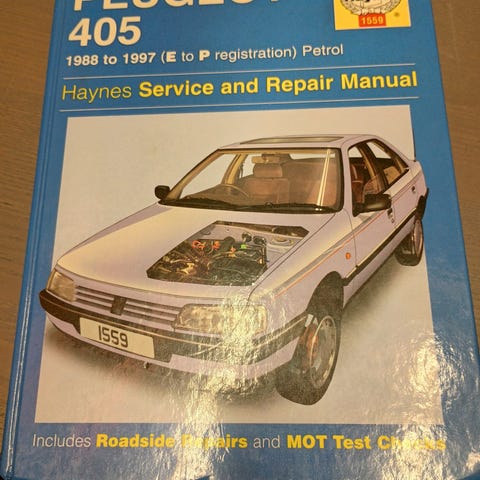 PEUGEOT
1559
405
1988 to 1997 (E to P registration) Petrol
Haynes Service and Repair Manual
1559
Includes Roadside Repairs and MOT Test Checks